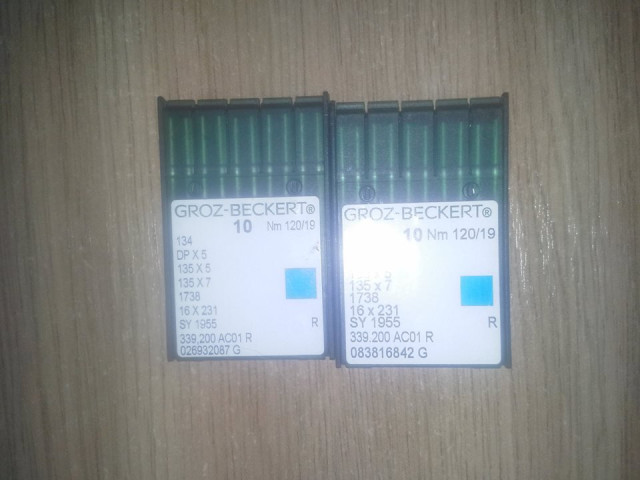 GROZ-BECKERT®
10 Nm 120/19
134
DP X 5
135 X 5
135 X 7
1738
16 X 231
SY 1955
R
339,200 AC01 R
026932087 G
GROZ-BECKERT®
10 Nm 120/19
135 x 7
1738
16 x 231
SY 1955
R
339.200 AC01 R
083816842 G